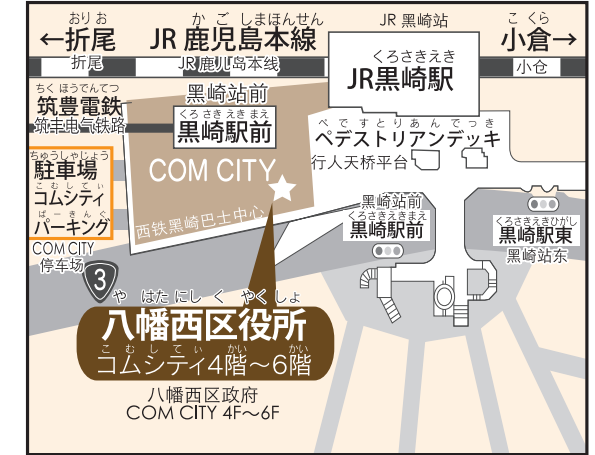 おり お
←折尾
折尾
か ご しまほんせん
JR 鹿児島本線
JR 鹿儿岛本线
JR 黑崎站
くろさきえき
JR黒崎駅
こ くら
小倉→
小仓
ちく ほうでんてつ
筑豊電鉄
筑丰电气铁路
黑崎站前
くろ さき えき まえ
黒崎駅前
COM CITY
西铁黑崎巴士中心
ぺ で す と り あ ん で っ き
ペデストリアンデッキ
行人天桥平台
ちゅうしゃじょう
駐車場
こ む し て ぃ
コムシティ
ぱ ー き ん ぐ
パーキング
COM CITY
停车场
黑崎站前
くろさきえきまえ
黒崎駅前
くろさきえきひがし
黒崎駅東
黑崎站东
3
や はた にし く やく しょ
八幡西区役所
こ む し て ぃ かい かい
コムシティ4階～6階
八幡西区政府
COM CITY 4F～6F